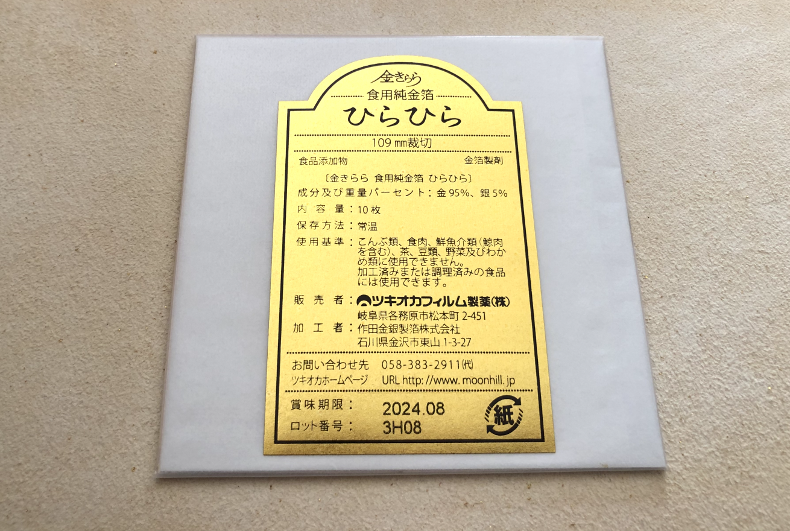 金きらら
食用純金箔
ひらひら
109㎜裁切
食品添加物 金箔製剤
〔金きらら 食用純金箔 ひらひら〕
成分及び重量パーセント：金95％、銀5％
内容量：10枚
保存方法：常温
使用基準：こんぶ類、食肉、鮮魚介類（鯨肉
を含む）、茶、豆類、野菜及びわか
め類に使用できません。
加工済みまたは調理済みの食品
には使用できます。
販売者：ツキオカフィルム製薬（株）
岐阜県各務原市松本町2-451
加工者：作田金銀製箔株式会社
石川県金沢市東山1-3-27
お問い合わせ先 058-383-2911㈹
ツキオカホームページ URL http://www.moonhill.jp
賞味期限： 2024.08
ロット番号： 3H08
紙